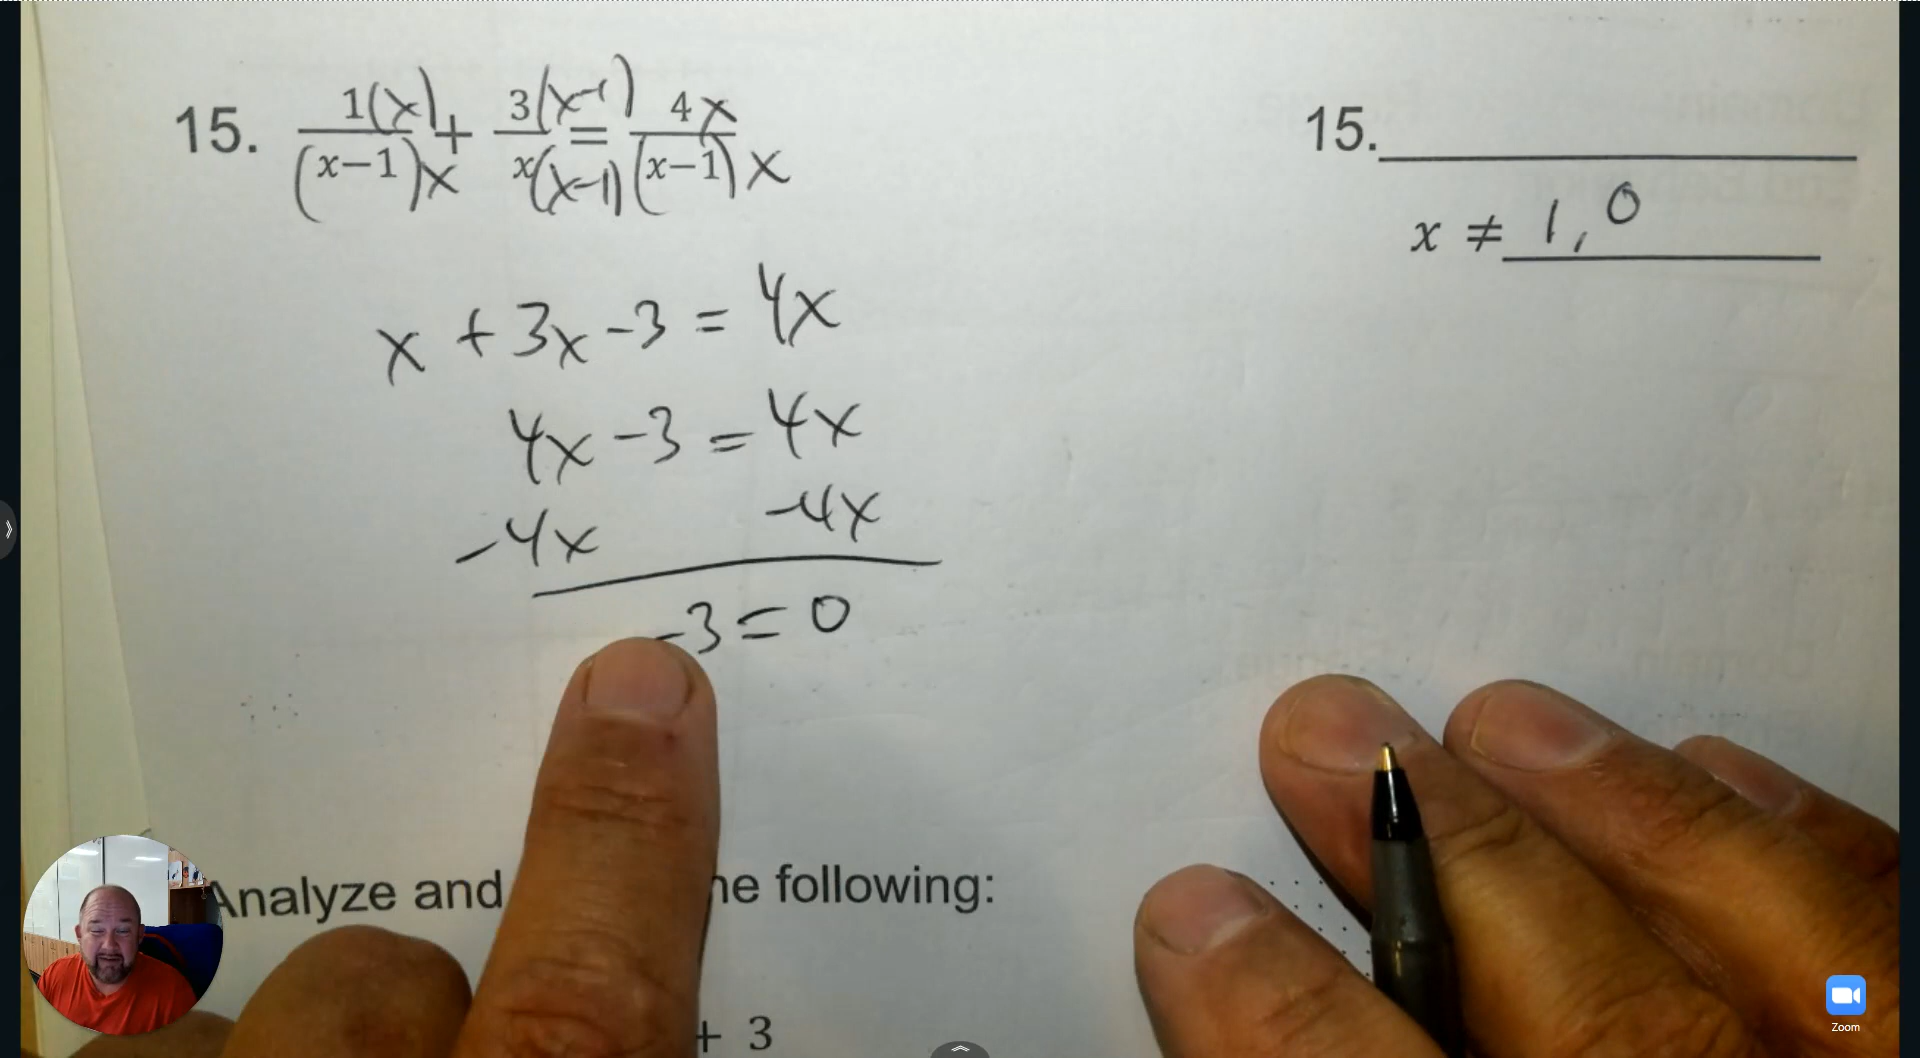 15. 1(x) + 3(x-1) = 4x
(x−1)x x(x-1) (x−1)x
15.
x ≠ 1, 0
x + 3x - 3 = 4x
4x - 3 = 4x
-4x -4x
-3 = 0
Analyze and he following:
+ 3
Zoom